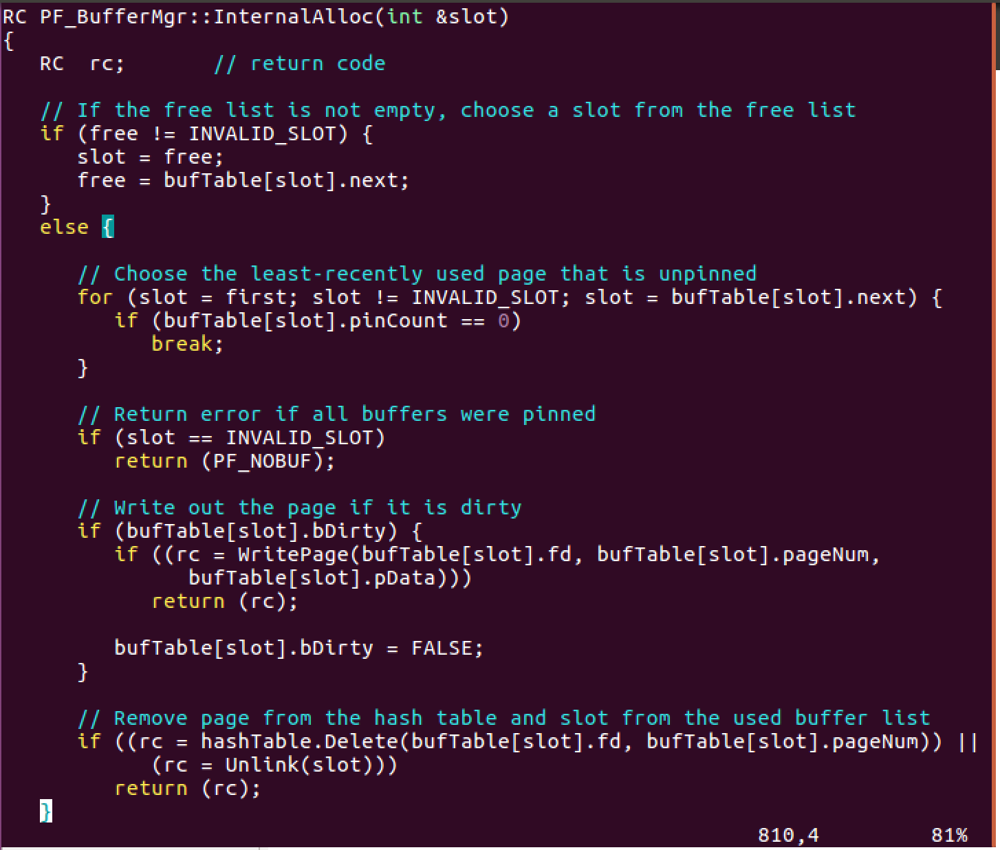 RC PF_BufferMgr::InternalAlloc(int &slot)
{
   RC  rc;       // return code

   // If the free list is not empty, choose a slot from the free list
   if (free != INVALID_SLOT) {
      slot = free;
      free = bufTable[slot].next;
   }
   else {

      // Choose the least-recently used page that is unpinned
      for (slot = first; slot != INVALID_SLOT; slot = bufTable[slot].next) {
         if (bufTable[slot].pinCount == 0)
            break;
      }

      // Return error if all buffers were pinned
      if (slot == INVALID_SLOT)
         return (PF_NOBUF);

      // Write out the page if it is dirty
      if (bufTable[slot].bDirty) {
         if ((rc = WritePage(bufTable[slot].fd, bufTable[slot].pageNum,
               bufTable[slot].pData)))
            return (rc);

         bufTable[slot].bDirty = FALSE;
      }

      // Remove page from the hash table and slot from the used buffer list
      if ((rc = hashTable.Delete(bufTable[slot].fd, bufTable[slot].pageNum)) ||
            (rc = Unlink(slot)))
         return (rc);
   }
810,4         81%